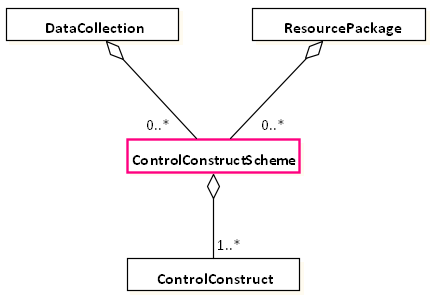 DataCollection
ResourcePackage
0..*
0..*
ControlConstructScheme
1..*
ControlConstruct